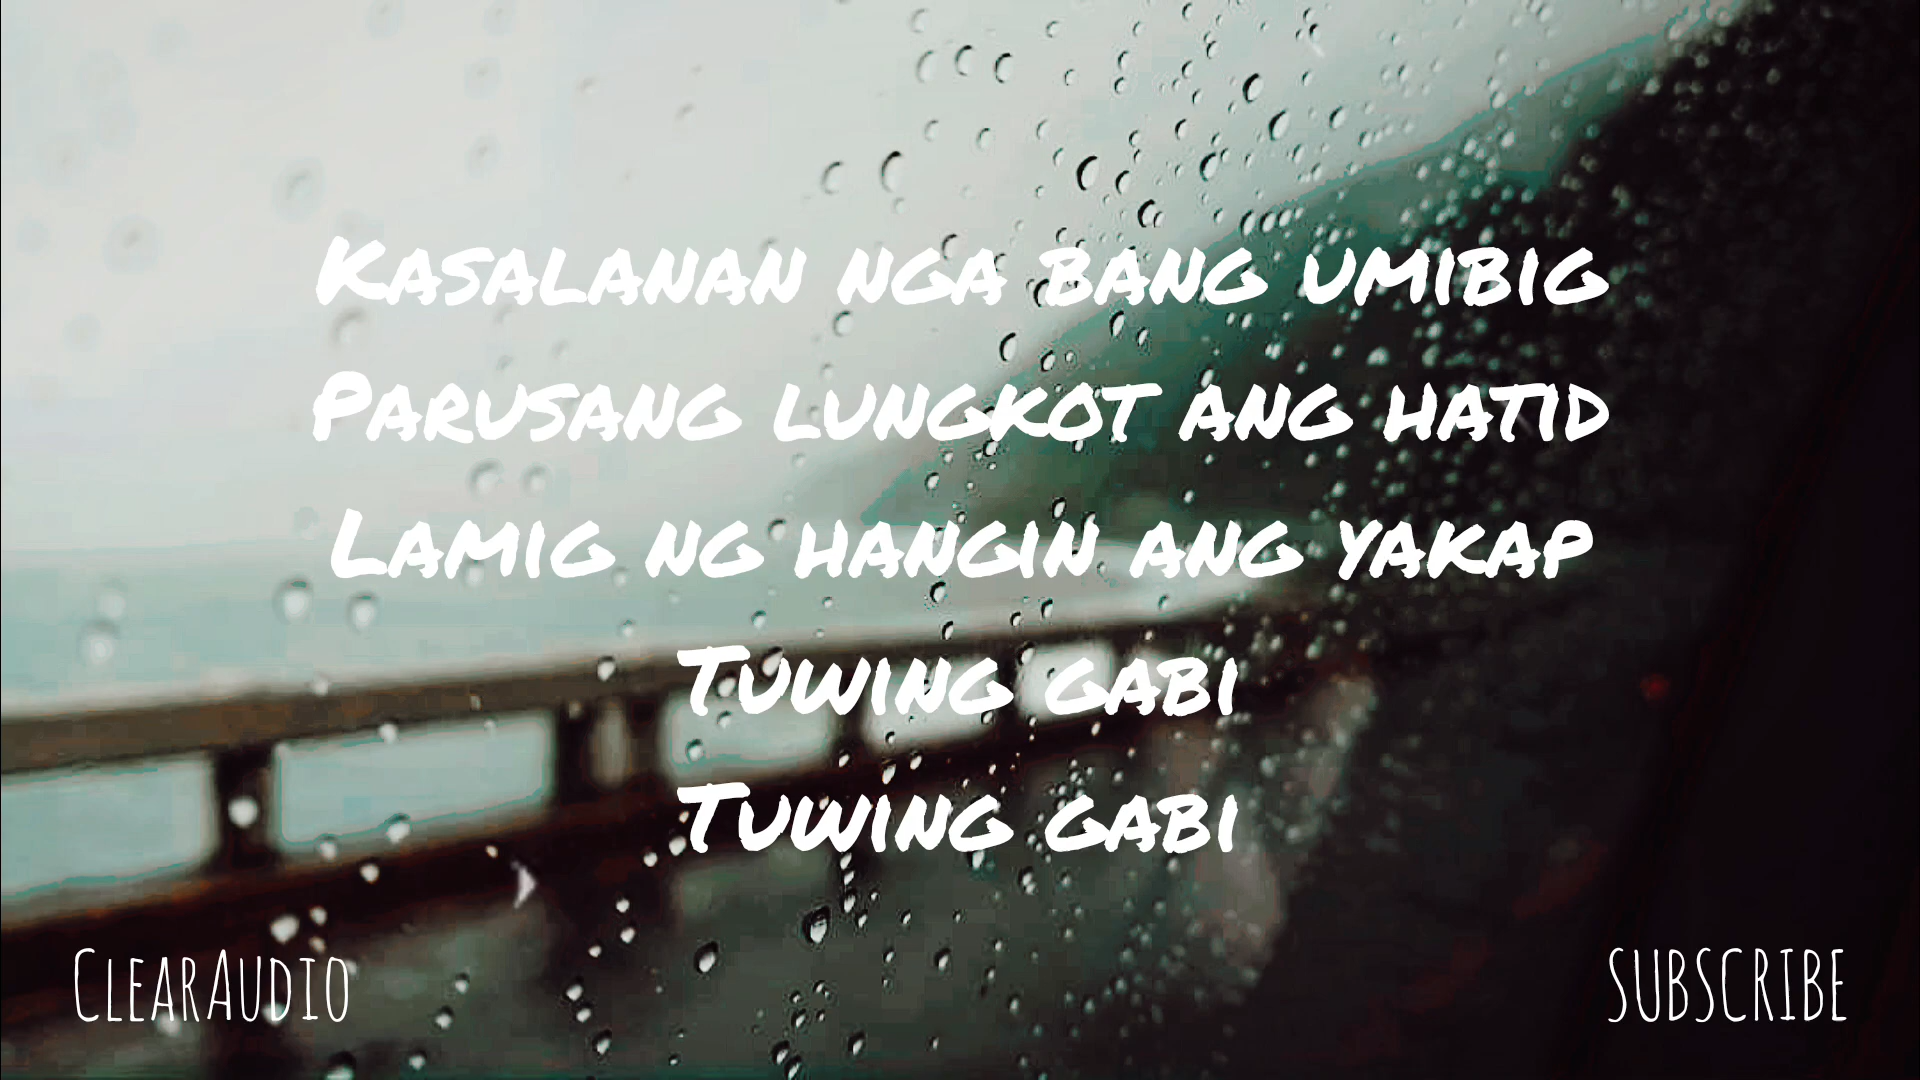 Kasalanan nga bang umibig
Parusang lungkot ang hatid
Lamig ng hangin ang yakap
Tuwing gabi
Tuwing gabi
ClearAudio
SUBSCRIBE